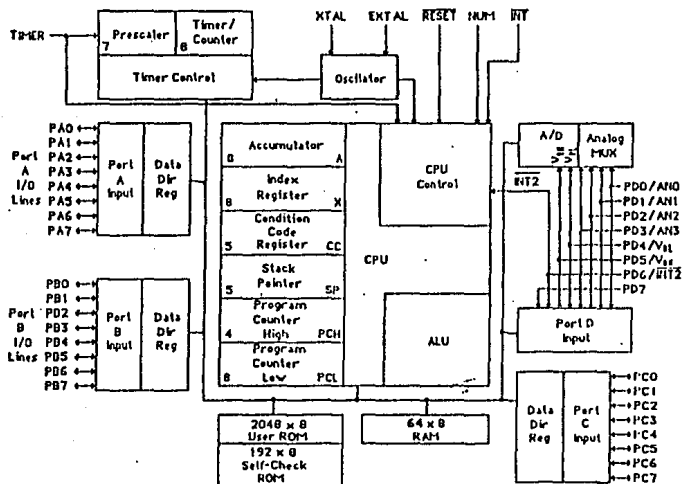 TIMER
Prescaler
7
Timer/
Counter
8
Timer Control
XTAL
EXTAL
RESET
NUM
INT
Oscillator
PA0
PA1
PA2
PA3
PA4
PA5
PA6
PA7
Port
A
I/O
Lines
Port
A
Input
Data
Dir
Reg
PB0
PB1
PD2
PB3
PB4
PD5
PB6
PB7
Port
B
I/O
Lines
Port
B
Input
Data
Dir
Reg
Accumulator
8 A
Index
Register
8 X
Condition
Code
Register
5 CC
Stack
Pointer
5 SP
Program
Counter
High
4 PCH
Program
Counter
Low
8 PCL
CPU
CPU
Control
ALU
INT2
A/D
Analog
MUX
PD0/AN0
PD1/AN1
PD2/AN2
PD3/AN3
PD4/V
PD5/V
PD6/INT2
PD7
Port D
Input
Data
Dir
Reg
Port
C
Input
PC0
PC1
PC2
PC3
PC4
PC5
PC6
PC7
2048 x 8
User ROM
192 x 8
Self-Check
ROM
64 x 8
RAM